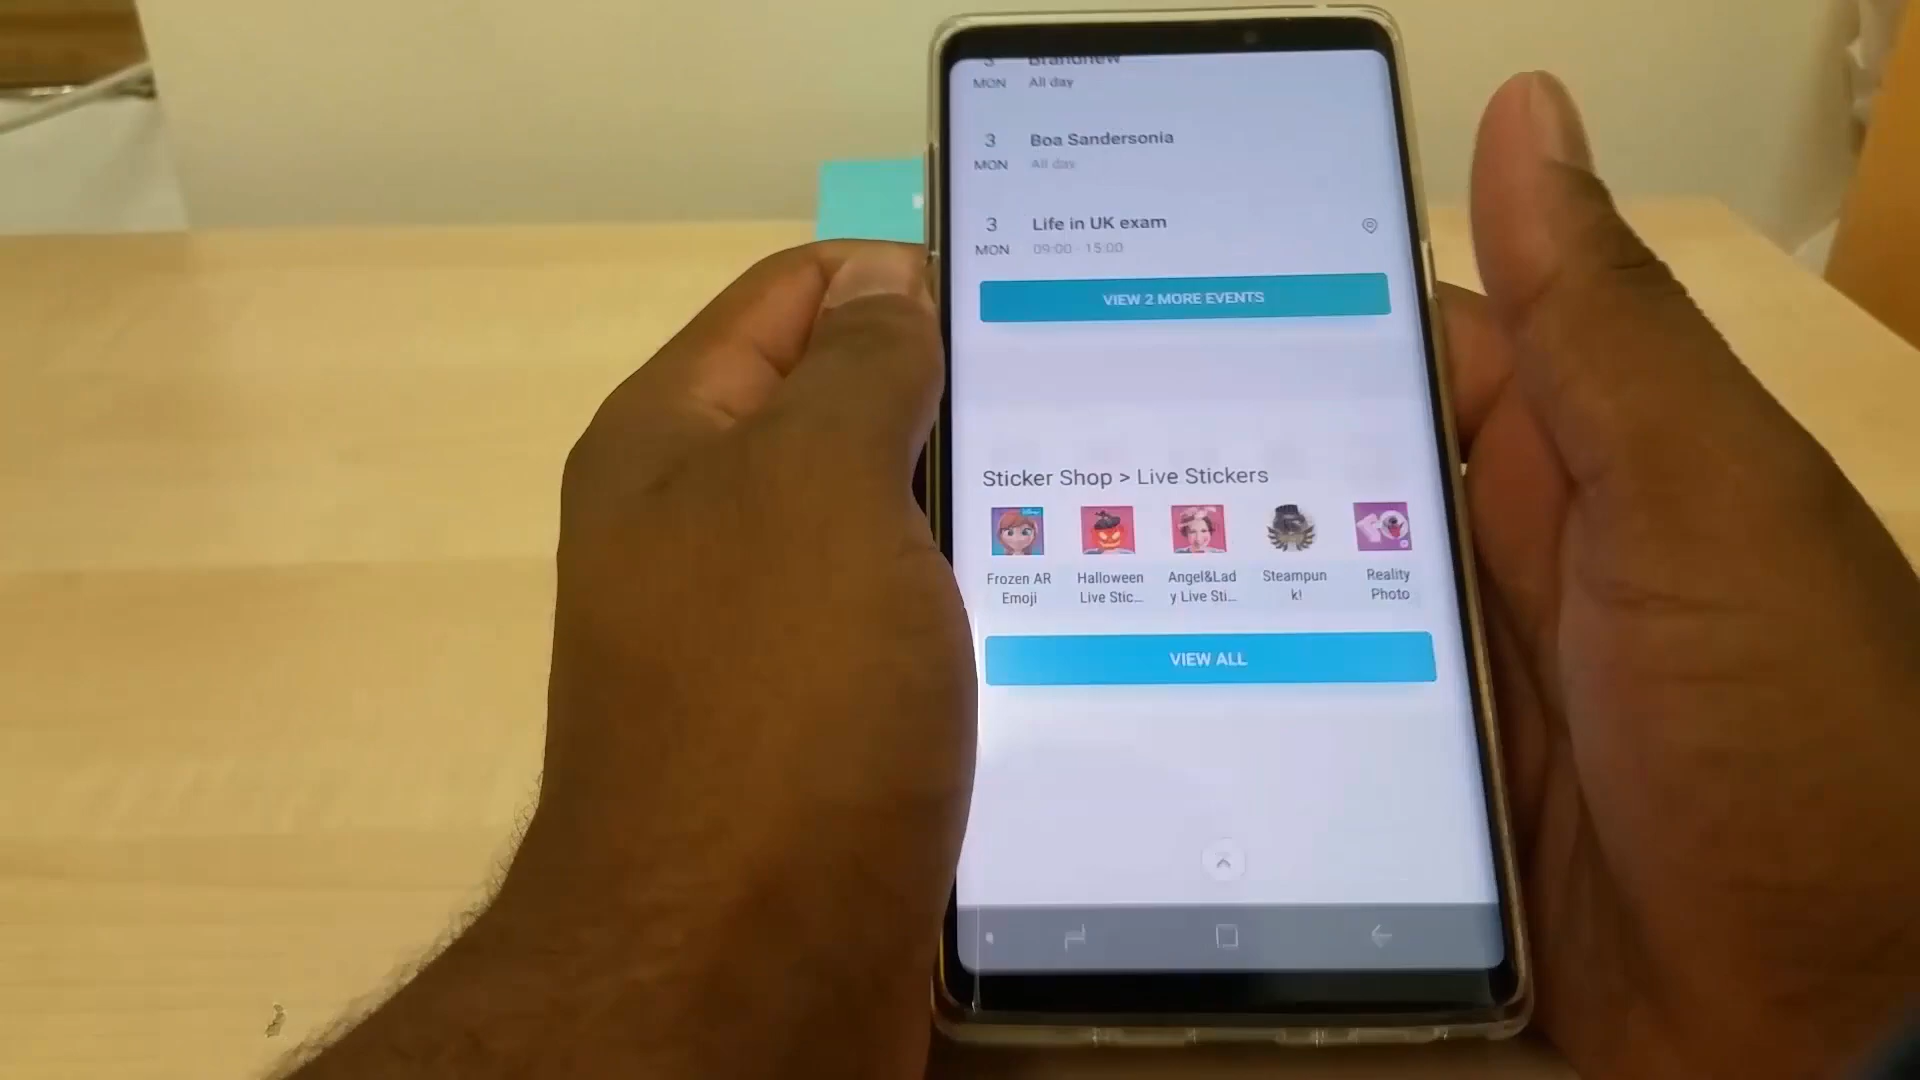 3 Brandnew
MON All day
3 Boa Sandersonia
MON All day
3 Life in UK exam
MON 09:00 - 15:00
VIEW 2 MORE EVENTS
Sticker Shop > Live Stickers
Frozen AR
Emoji
Halloween
Live Stic...
Angel&Lad
y Live Sti...
Steampun
k!
Reality
Photo
VIEW ALL